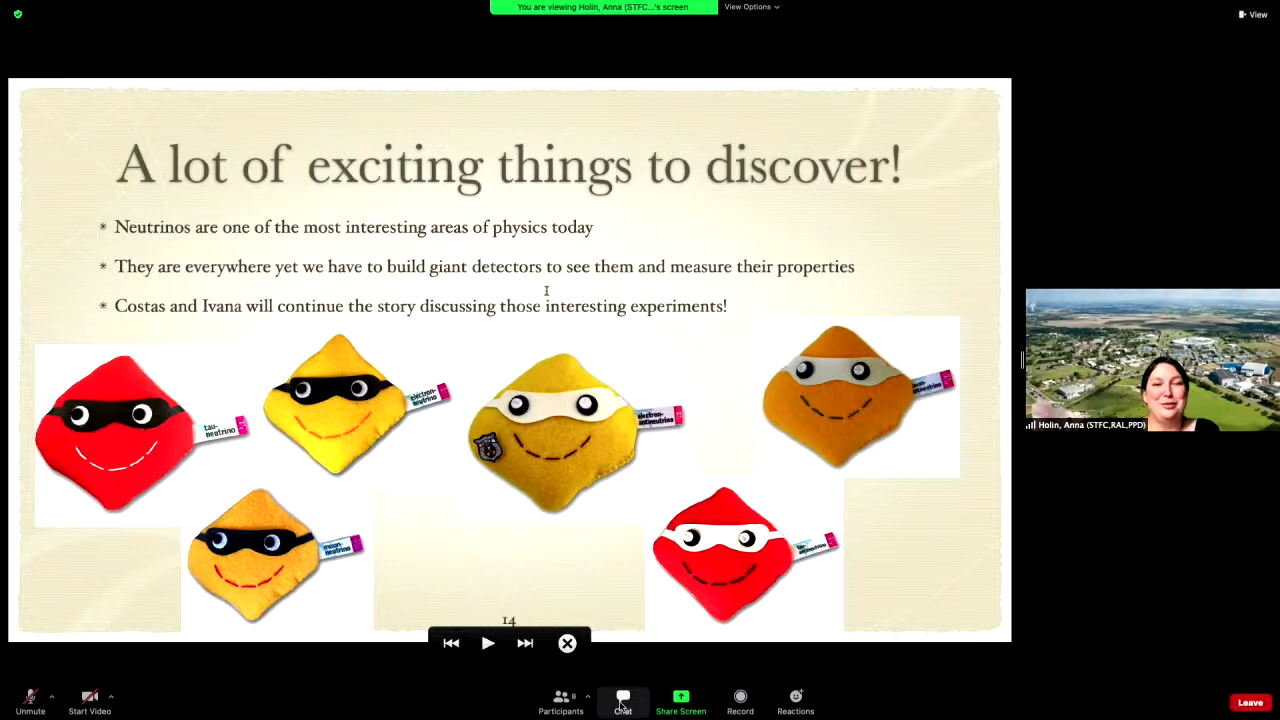 You are viewing Holin, Anna (STFC...'s screen
View Options
View
A lot of exciting things to discover!
* Neutrinos are one of the most interesting areas of physics today
* They are everywhere yet we have to build giant detectors to see them and measure their properties
* Costas and Ivana will continue the story discussing those interesting experiments!
tau-
neutrino
electron-
neutrino
electron-
antineutrino
muon-
antineutrino
muon-
neutrino
tau-
antineutrino
14
Holin, Anna (STFC,RAL,PPD)
Unmute
Start Video
8
Participants
Chat
Share Screen
Record
Reactions
Leave